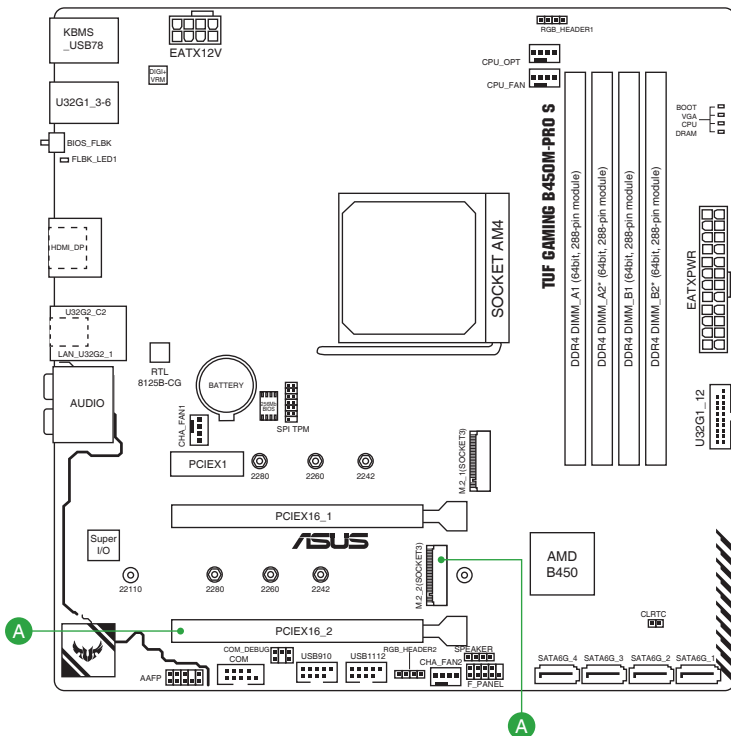 KBMS
_USB78
EATX12V
DIGI+
VRM
RGB_HEADER1
CPU_OPT
CPU_FAN
U32G1_3-6
BIOS_FLBK
FLBK_LED1
BOOT
VGA
CPU
DRAM
HDMI_DP
SOCKET AM4
TUF GAMING B450M-PRO S
DDR4 DIMM_A1 (64bit, 288-pin module)
DDR4 DIMM_A2* (64bit, 288-pin module)
DDR4 DIMM_B1 (64bit, 288-pin module)
DDR4 DIMM_B2* (64bit, 288-pin module)
EATXPWR
U32G2_C2
LAN_U32G2_1
RTL
8125B-CG
BATTERY
256Mb
BIOS
SPI TPM
AUDIO
CHA_FAN1
U32G1_12
PCIEX1
2280
2260
2242
M.2_1(SOCKET3)
PCIEX16_1
Super
I/O
ASUS
AMD
B450
M.2_2(SOCKET3)
22110
2280
2260
2242
A
PCIEX16_2
CLRTC
COM_DEBUG
COM
AAFP
USB910
USB1112
RGB_HEADER2
SPEAKER
CHA_FAN2
F_PANEL
SATA6G_4
SATA6G_3
SATA6G_2
SATA6G_1
A